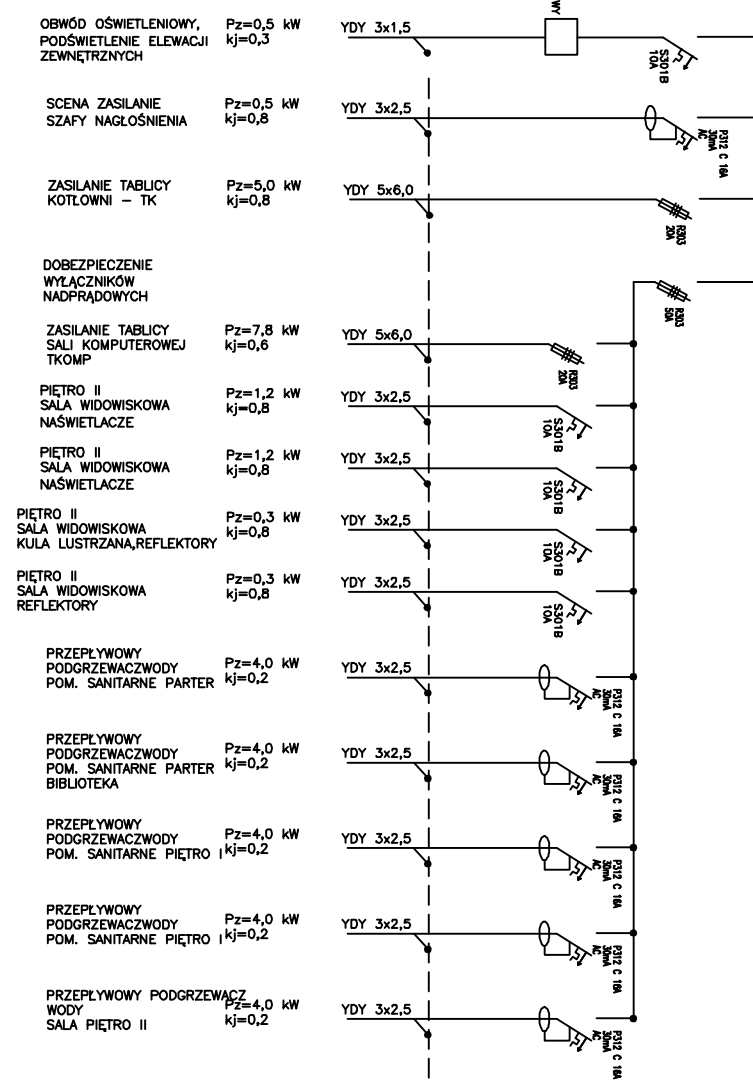 WY
OBWÓD OŚWIETLENIOWY,
PODŚWIETLENIE ELEWACJI
ZEWNĘTRZNYCH
Pz=0,5 kW
kj=0,3
YDY 3x1,5
S301B
10A
SCENA ZASILANIE
SZAFY NAGŁOŚNIENIA
Pz=0,5 kW
kj=0,8
YDY 3x2,5
P312 C 16A
30mA
AC
ZASILANIE TABLICY
KOTŁOWNI – TK
Pz=5,0 kW
kj=0,8
YDY 5x6,0
R303
20A
DOBEZPIECZENIE
WYŁĄCZNIKÓW
NADPRĄDOWYCH
R303
50A
ZASILANIE TABLICY
SALI KOMPUTEROWEJ
TKOMP
Pz=7,8 kW
kj=0,6
YDY 5x6,0
R303
20A
PIĘTRO II
SALA WIDOWISKOWA
NAŚWIETLACZE
Pz=1,2 kW
kj=0,8
YDY 3x2,5
S301B
10A
PIĘTRO II
SALA WIDOWISKOWA
NAŚWIETLACZE
Pz=1,2 kW
kj=0,8
YDY 3x2,5
S301B
10A
PIĘTRO II
SALA WIDOWISKOWA
KULA LUSTRZANA,REFLEKTORY
Pz=0,3 kW
kj=0,8
YDY 3x2,5
S301B
10A
PIĘTRO II
SALA WIDOWISKOWA
REFLEKTORY
Pz=0,3 kW
kj=0,8
YDY 3x2,5
S301B
10A
PRZEPŁYWOWY
PODGRZEWACZWODY
POM. SANITARNE PARTER
Pz=4,0 kW
kj=0,2
YDY 3x2,5
P312 C 16A
30mA
AC
PRZEPŁYWOWY
PODGRZEWACZWODY
POM. SANITARNE PARTER
BIBLIOTEKA
Pz=4,0 kW
kj=0,2
YDY 3x2,5
P312 C 16A
30mA
AC
PRZEPŁYWOWY
PODGRZEWACZWODY
POM. SANITARNE PIĘTRO I
Pz=4,0 kW
kj=0,2
YDY 3x2,5
P312 C 16A
30mA
AC
PRZEPŁYWOWY
PODGRZEWACZWODY
POM. SANITARNE PIĘTRO I
Pz=4,0 kW
kj=0,2
YDY 3x2,5
P312 C 16A
30mA
AC
PRZEPŁYWOWY PODGRZEWACZ
WODY
SALA PIĘTRO II
Pz=4,0 kW
kj=0,2
YDY 3x2,5
P312 C 16A
30mA
AC